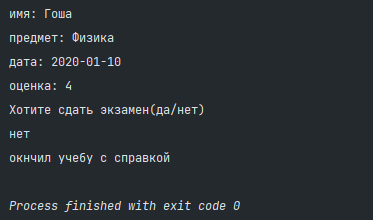 имя: Гоша
предмет: Физика
дата: 2020-01-10
оценка: 4
Хотите сдать экзамен(да/нет)
нет
окнчил учебу с справкой
Process finished with exit code 0